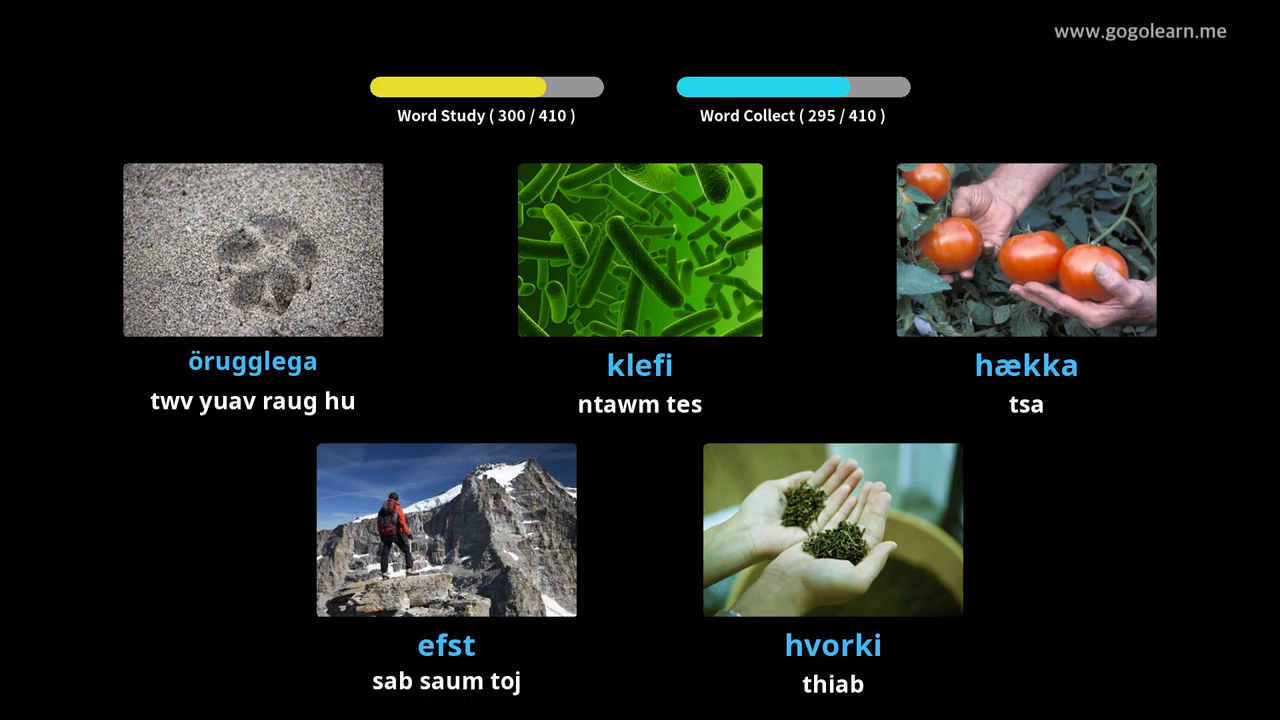 www.gogolearn.me
Word Study ( 300 / 410 )
Word Collect ( 295 / 410 )
örugglega
twv yuav raug hu
klefi
ntawm tes
hækka
tsa
efst
sab saum toj
hvorki
thiab